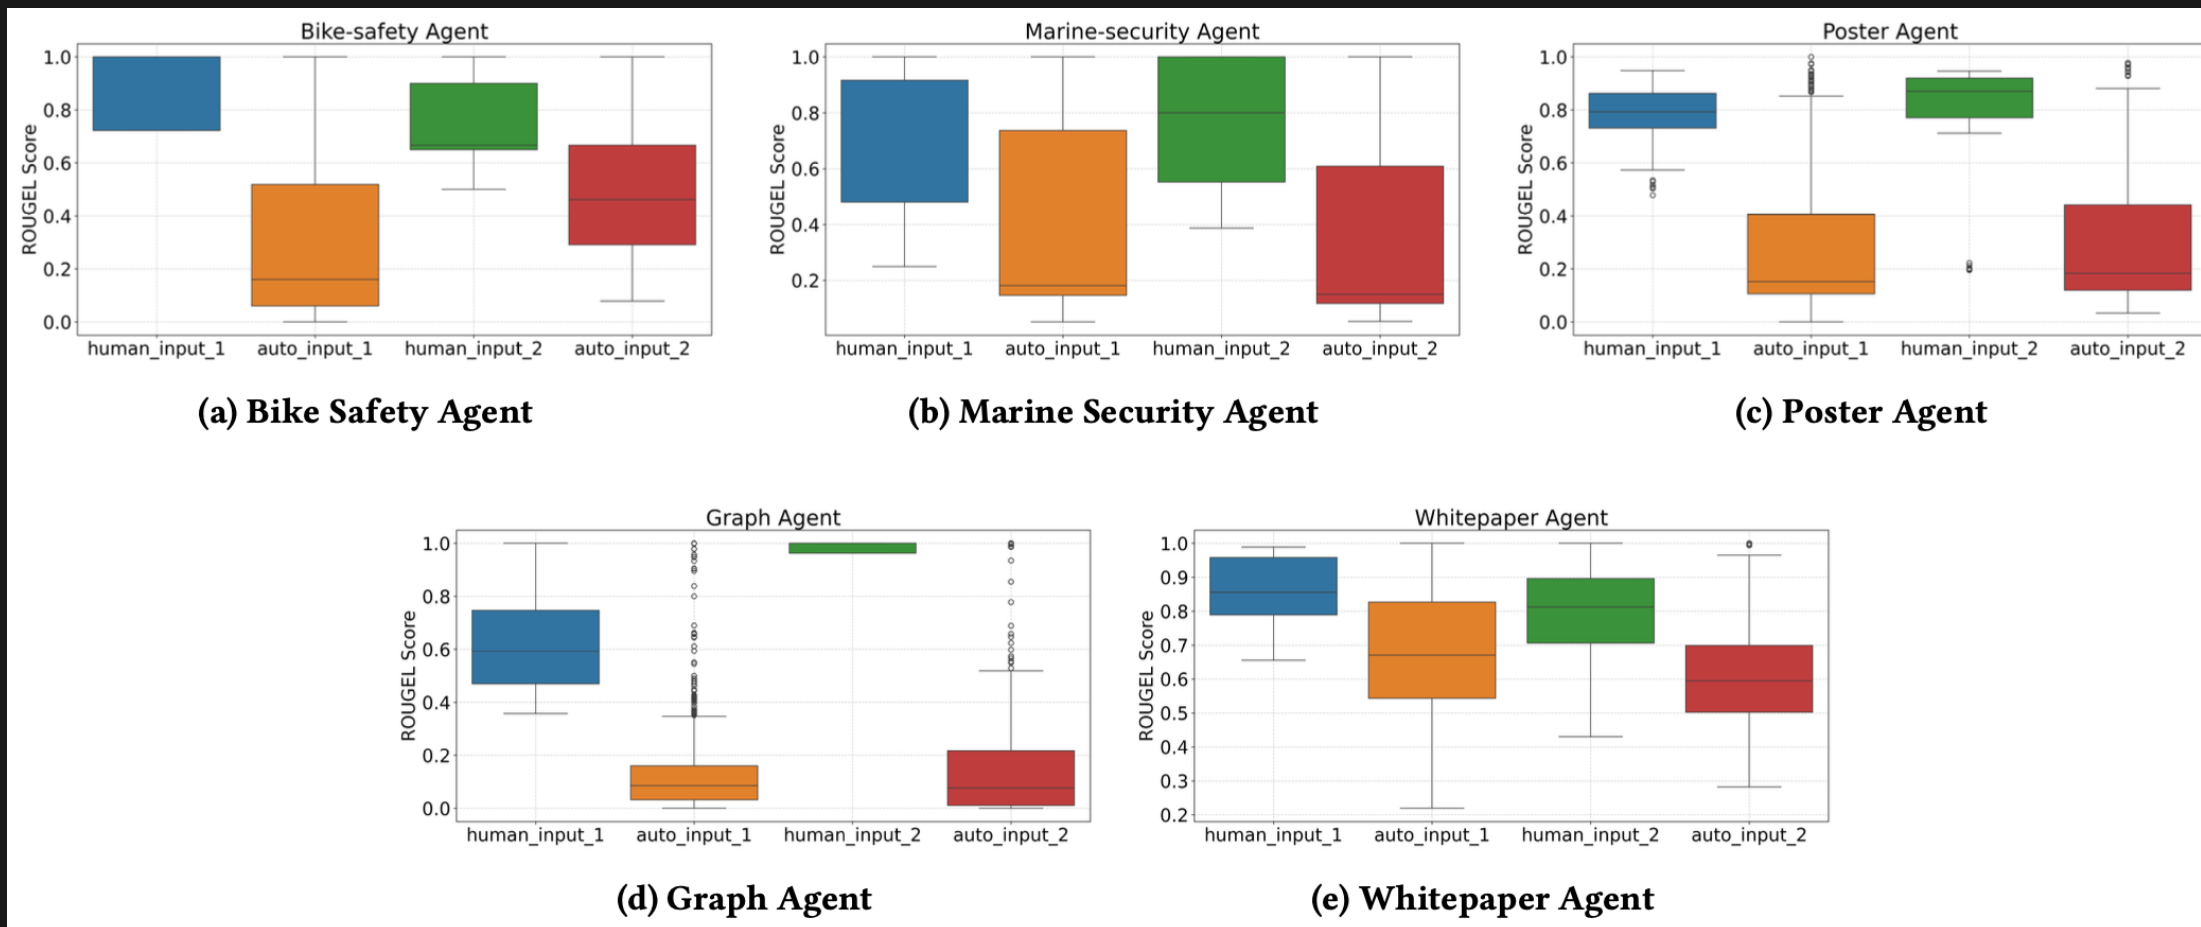 Bike-safety Agent
ROUGEL Score
1.0
0.8
0.6
0.4
0.2
0.0
human_input_1 auto_input_1 human_input_2 auto_input_2
(a) Bike Safety Agent
Marine-security Agent
ROUGEL Score
1.0
0.8
0.6
0.4
0.2
human_input_1 auto_input_1 human_input_2 auto_input_2
(b) Marine Security Agent
Poster Agent
ROUGEL Score
1.0
0.8
0.6
0.4
0.2
0.0
human_input_1 auto_input_1 human_input_2 auto_input_2
(c) Poster Agent
Graph Agent
ROUGEL Score
1.0
0.8
0.6
0.4
0.2
0.0
human_input_1 auto_input_1 human_input_2 auto_input_2
(d) Graph Agent
Whitepaper Agent
ROUGEL Score
1.0
0.9
0.8
0.7
0.6
0.5
0.4
0.3
0.2
human_input_1 auto_input_1 human_input_2 auto_input_2
(e) Whitepaper Agent